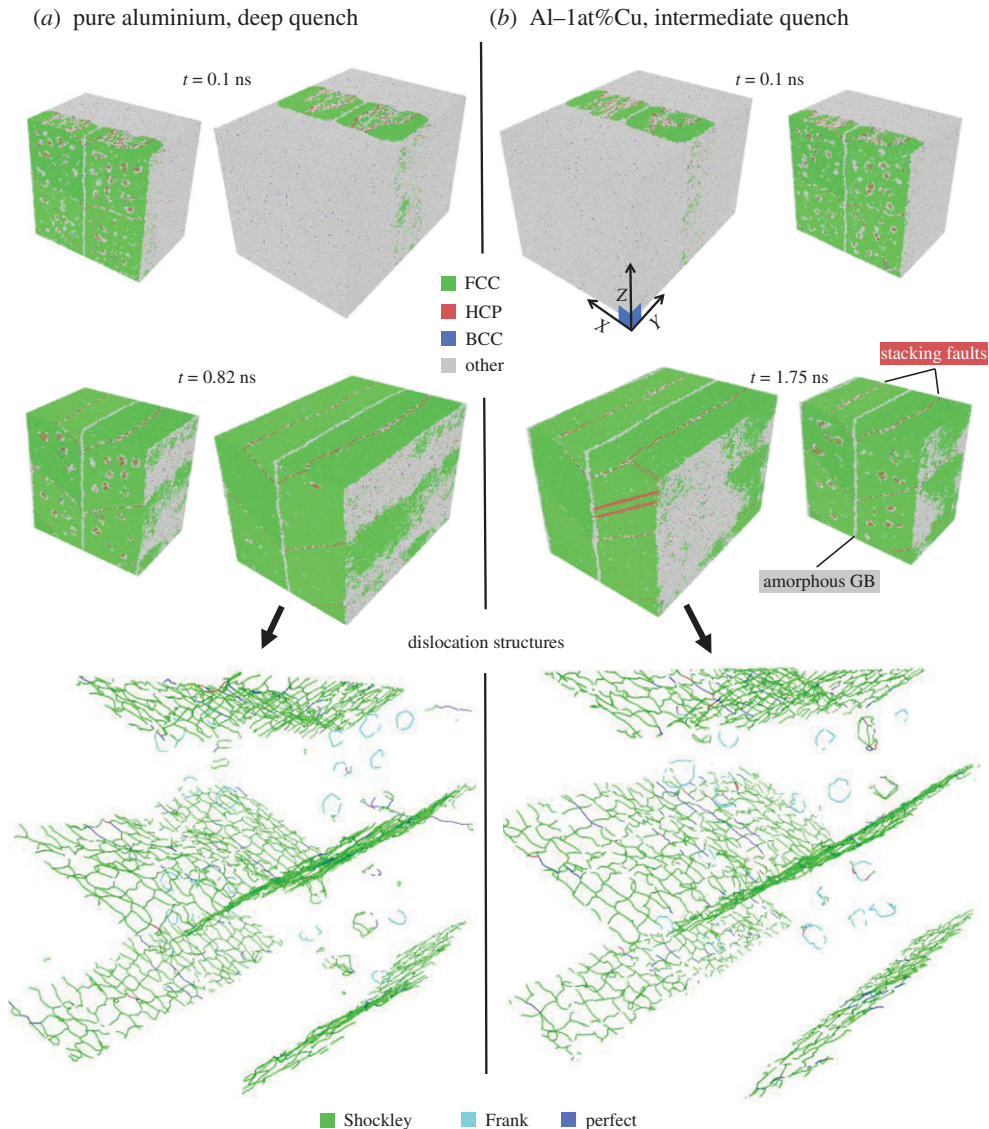 (a) pure aluminium, deep quench
(b) Al–1at%Cu, intermediate quench
t = 0.1 ns
t = 0.1 ns
FCC
HCP
BCC
other
Z
X
Y
stacking faults
t = 0.82 ns
t = 1.75 ns
amorphous GB
dislocation structures
Shockley
Frank
perfect